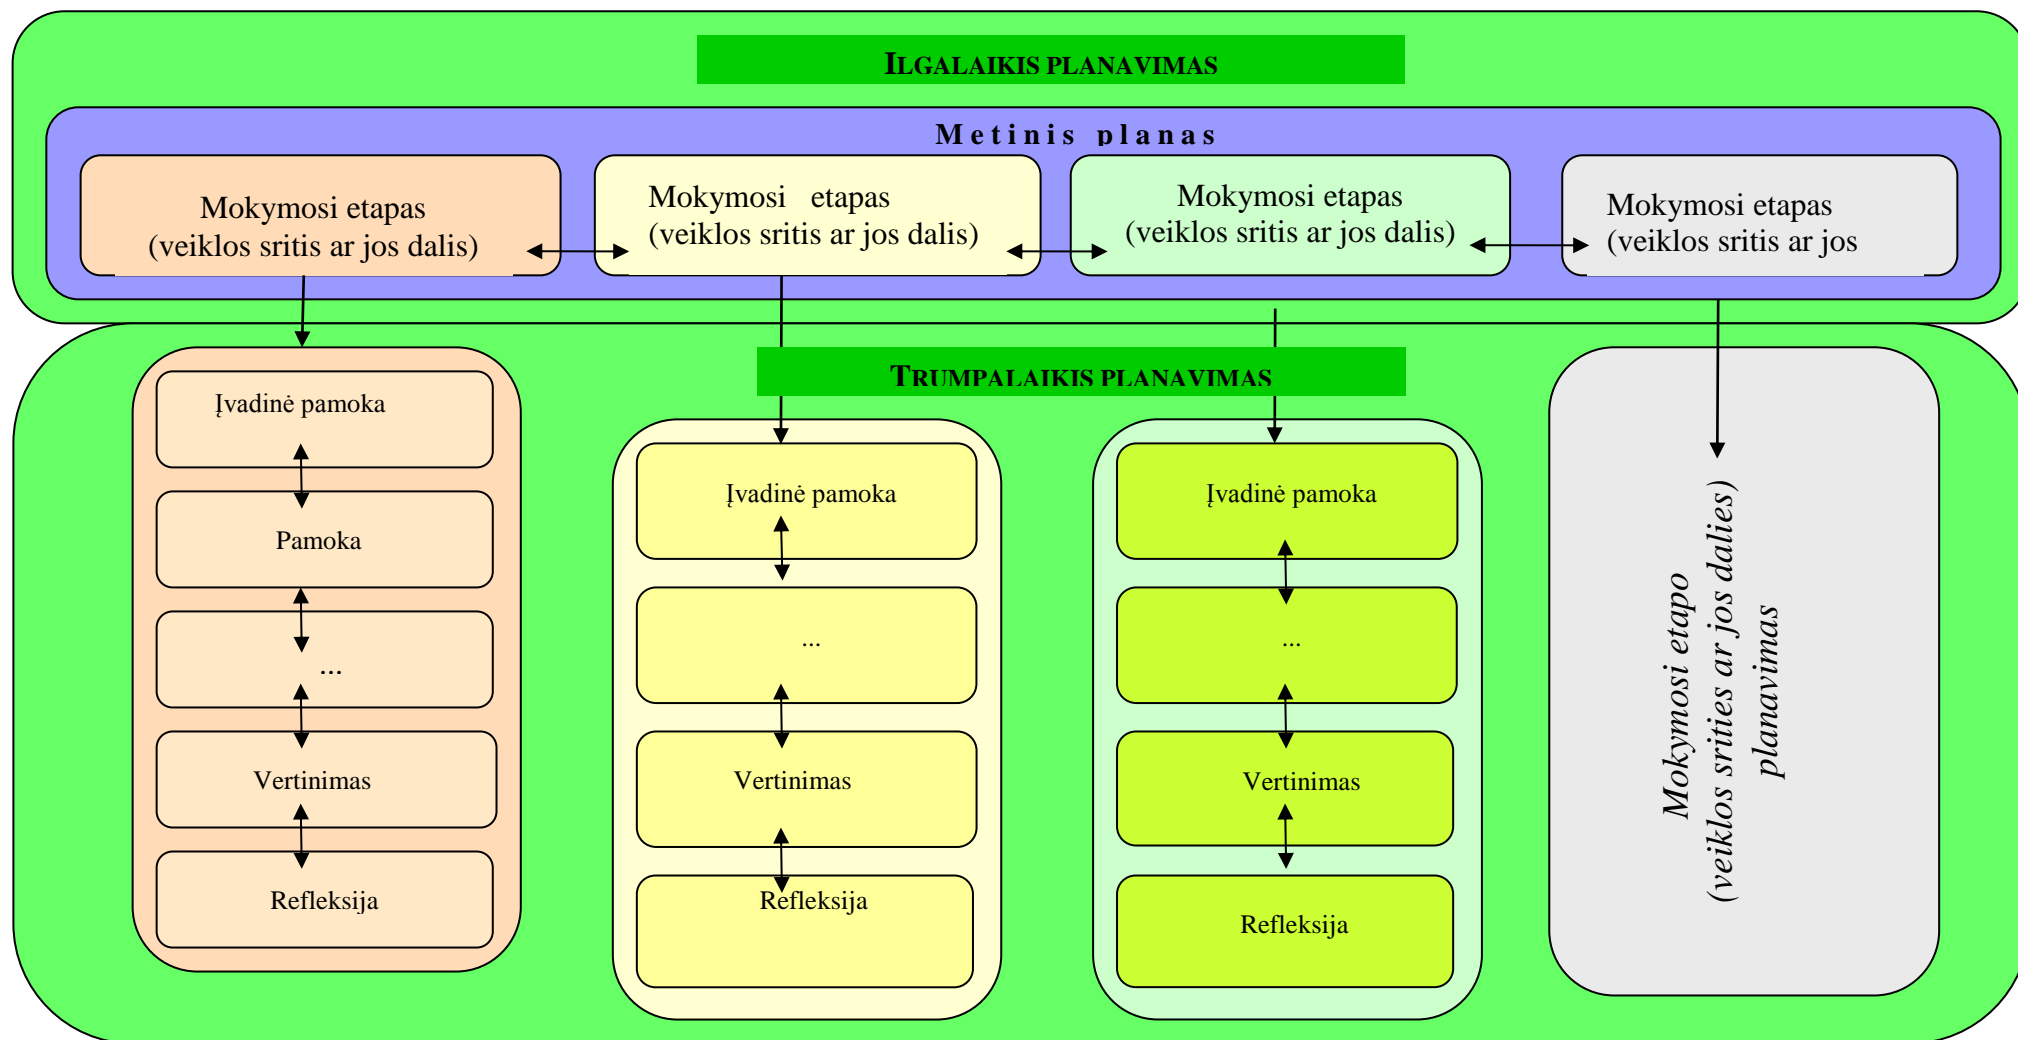 ILGALAIKIS PLANAVIMAS
Metinis planas
Mokymosi etapas
(veiklos sritis ar jos dalis)
Mokymosi etapas
(veiklos sritis ar jos dalis)
Mokymosi etapas
(veiklos sritis ar jos dalis)
Mokymosi etapas
(veiklos sritis ar jos
TRUMPALAIKIS PLANAVIMAS
Įvadinė pamoka
Pamoka
...
Vertinimas
Refleksija
Įvadinė pamoka
...
Vertinimas
Refleksija
Įvadinė pamoka
...
Vertinimas
Refleksija
Mokymosi etapo
(veiklos srities ar jos dalies)
planavimas